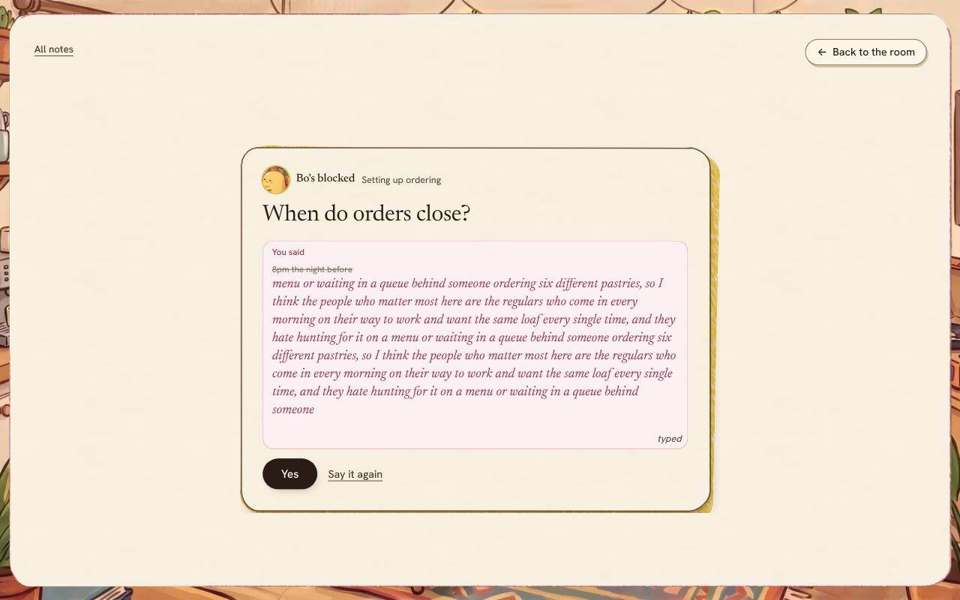 All notes
← Back to the room
Bo's blocked Setting up ordering
When do orders close?
You said
8pm the night before
menu or waiting in a queue behind someone ordering six different pastries, so I
think the people who matter most here are the regulars who come in every
morning on their way to work and want the same loaf every single time, and they
hate hunting for it on a menu or waiting in a queue behind someone ordering six
different pastries, so I think the people who matter most here are the regulars who
come in every morning on their way to work and want the same loaf every single
time, and they hate hunting for it on a menu or waiting in a queue behind
someone
typed
Yes Say it again